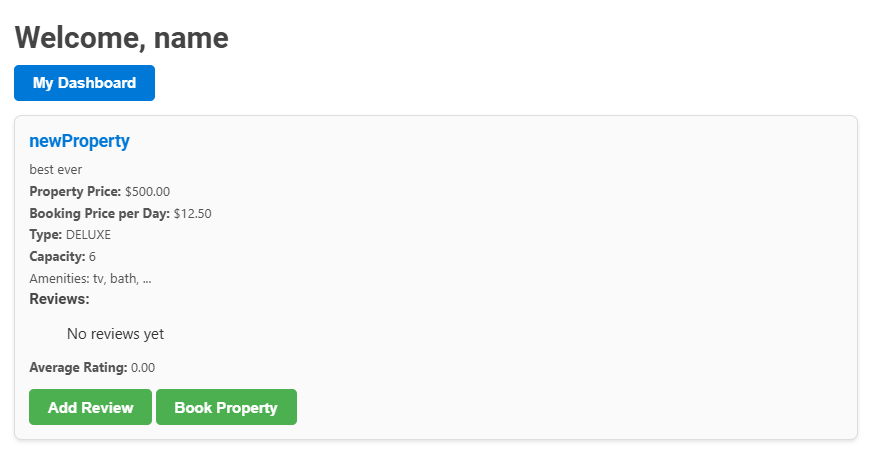 Welcome, name
My Dashboard
newProperty
best ever
Property Price: $500.00
Booking Price per Day: $12.50
Type: DELUXE
Capacity: 6
Amenities: tv, bath, ...
Reviews:
No reviews yet
Average Rating: 0.00
Add Review Book Property